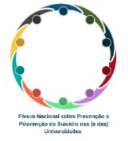 Fórum Nacional sobre Prevenção e
Posvenção do Suicídio nas (e das)
Universidades